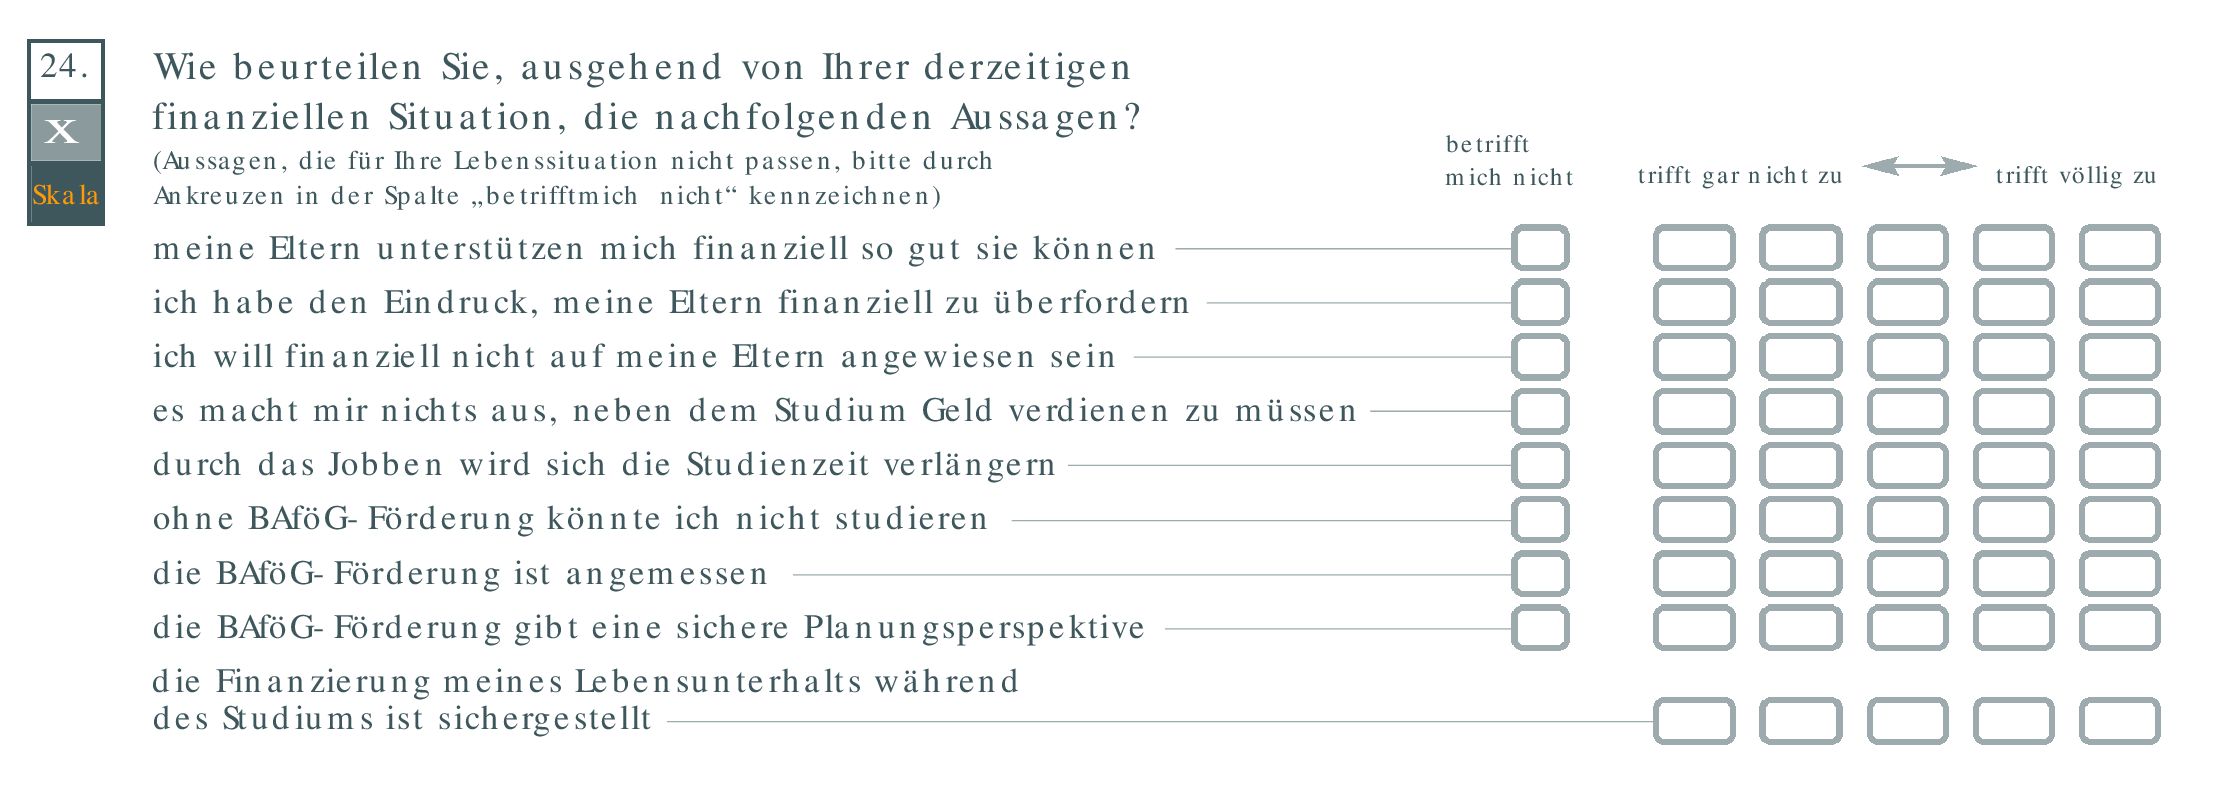 24.
X
Skala
Wie beurteilen Sie, ausgehend von Ihrer derzeitigen
finanziellen Situation, die nachfolgenden Aussagen?
(Aussagen, die für Ihre Lebenssituation nicht passen, bitte durch
Ankreuzen in der Spalte „betrifftmich nicht“ kennzeichnen)
betrifft
mich nicht
trifft gar nicht zu
trifft völlig zu
meine Eltern unterstützen mich finanziell so gut sie können
ich habe den Eindruck, meine Eltern finanziell zu überfordern
ich will finanziell nicht auf meine Eltern angewiesen sein
es macht mir nichts aus, neben dem Studium Geld verdienen zu müssen
durch das Jobben wird sich die Studienzeit verlängern
ohne BAföG-Förderung könnte ich nicht studieren
die BAföG-Förderung ist angemessen
die BAföG-Förderung gibt eine sichere Planungsperspektive
die Finanzierung meines Lebensunterhalts während
des Studiums ist sichergestellt